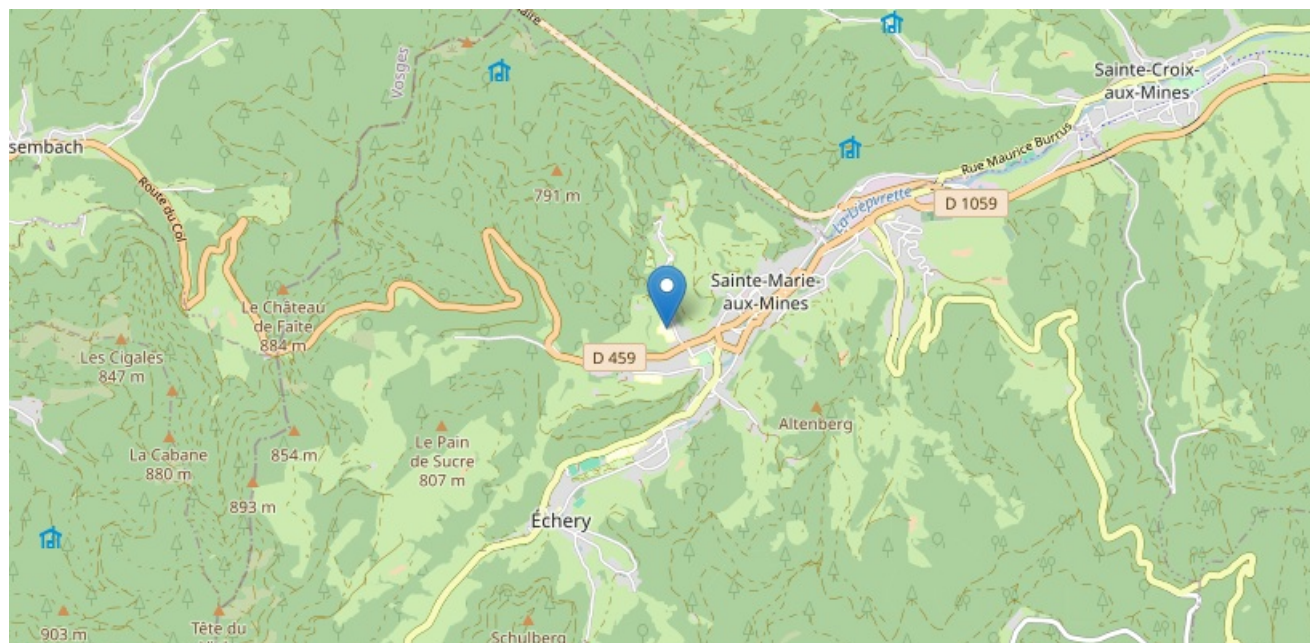 aire
Vosges
Sainte-Croix-
aux-Mines
sembach
Route du Col
Rue Maurice Burrus
791 m
La Liepvrette
D 1059
Sainte-Marie-
aux-Mines
Le Château
de Faîte
884 m
D 459
Les Cigales
847 m
Altenberg
La Cabane
880 m
854 m
Le Pain
de Sucre
807 m
893 m
Échery
903 m
Tête du
Schulberg